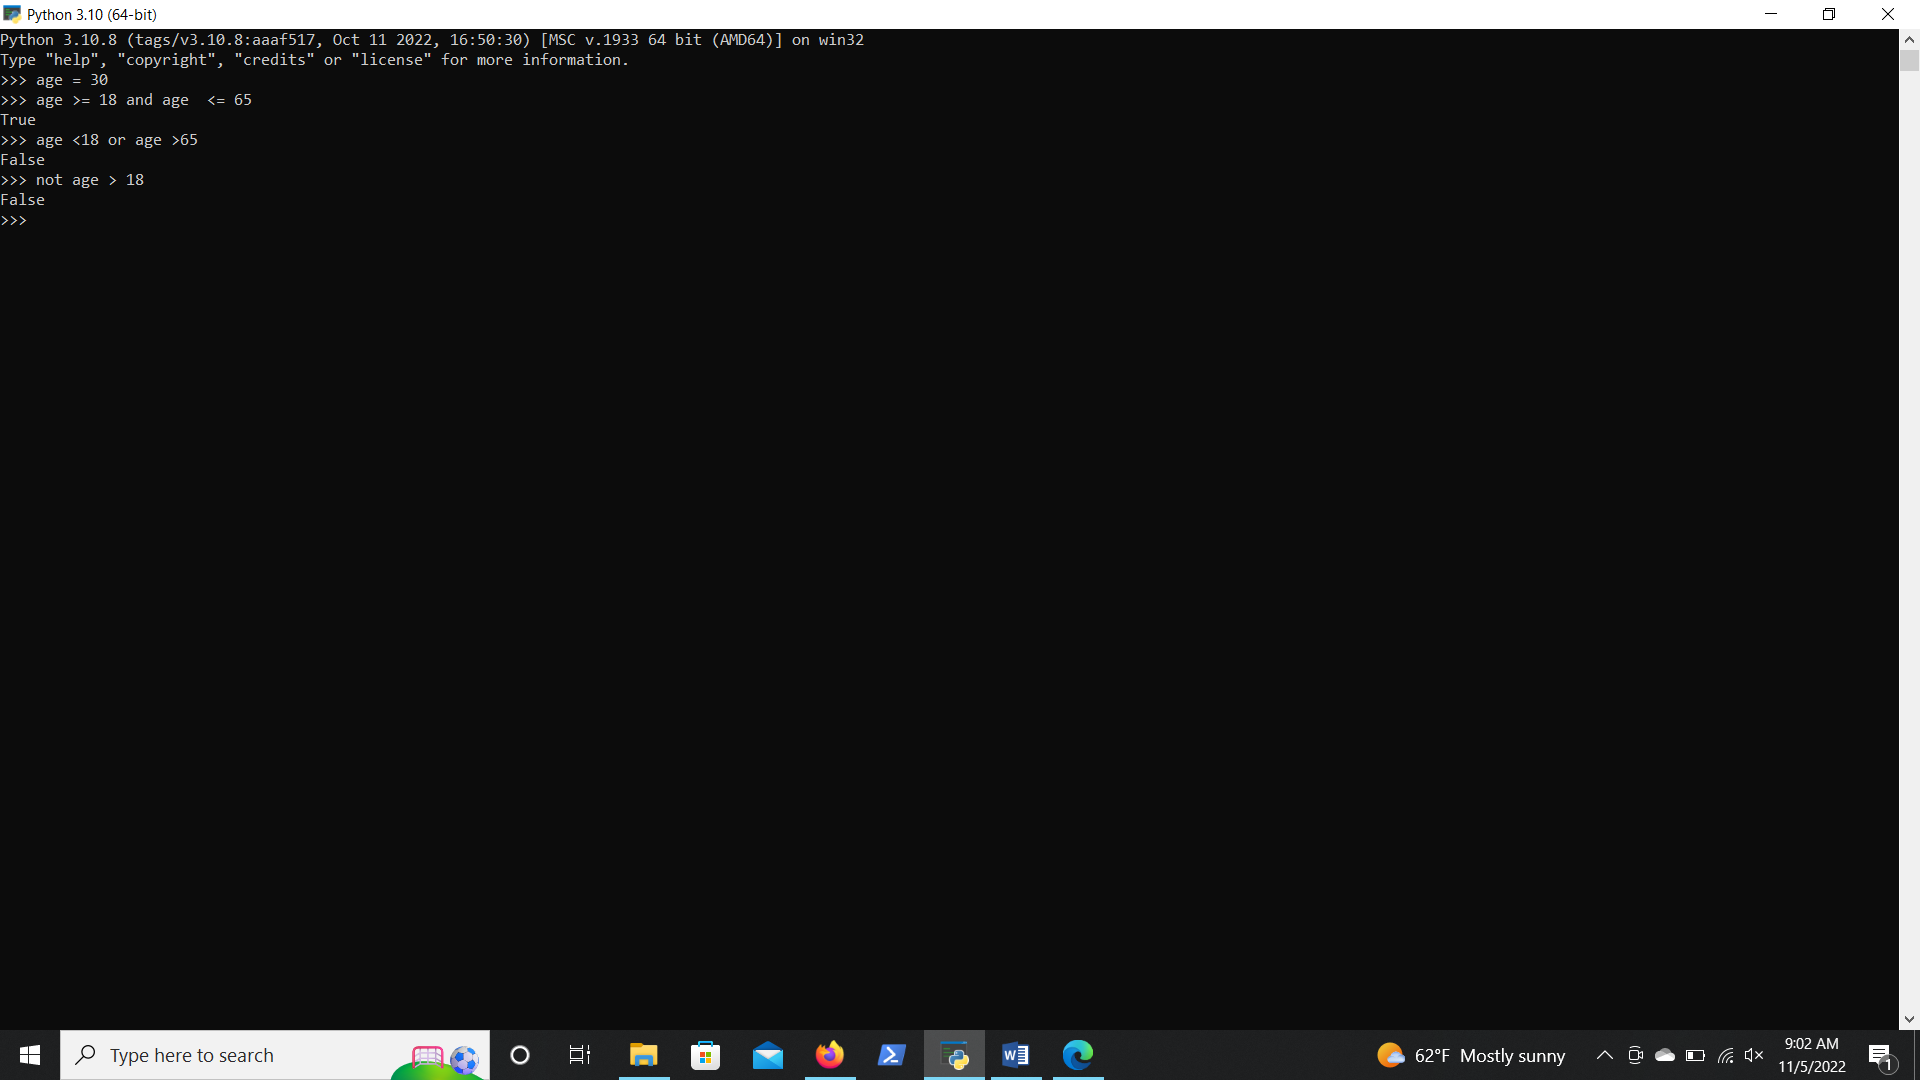 Python 3.10 (64-bit)
Python 3.10.8 (tags/v3.10.8:aaaf517, Oct 11 2022, 16:50:30) [MSC v.1933 64 bit (AMD64)] on win32
Type "help", "copyright", "credits" or "license" for more information.
>>> age = 30
>>> age >= 18 and age  <= 65
True
>>> age <18 or age >65
False
>>> not age > 18
False
>>>
Type here to search
62°F  Mostly sunny
9:02 AM
11/5/2022
1